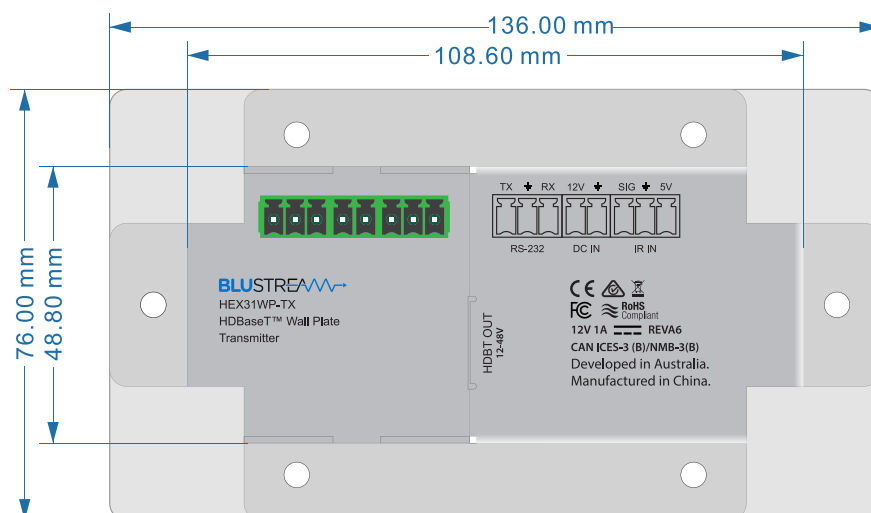 136.00 mm
108.60 mm
76.00 mm
48.80 mm
TX RX 12V SIG 5V
RS-232 DC IN IR IN
BLUSTREAM
HEX31WP-TX
HDBaseT™ Wall Plate
Transmitter
HDBT OUT
12-48V
CE
FC RoHS
Compliant
12V 1A REVA6
CAN ICES-3 (B)/NMB-3(B)
Developed in Australia.
Manufactured in China.